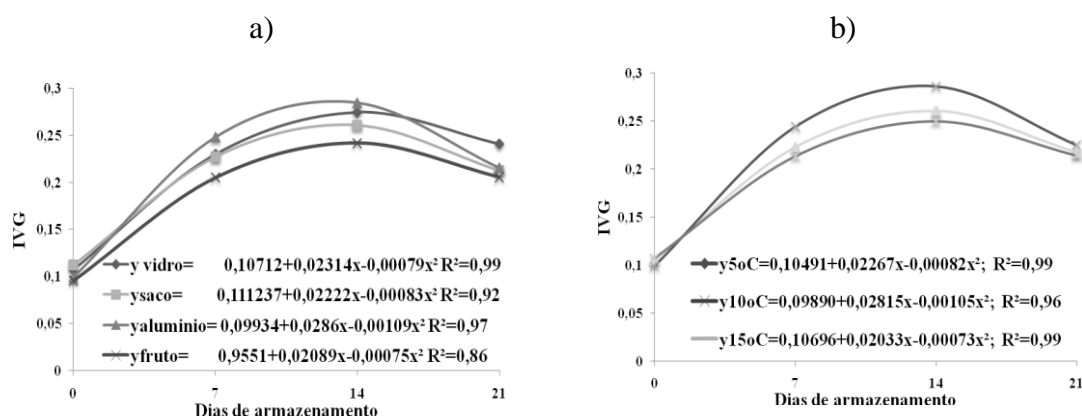 a)
0,3
0,25
0,2
0,15
0,1
0,05
0
IVG
y vidro= 0,10712+0,02314x-0,00079x² R²=0,99
ysaco= 0,111237+0,02222x-0,00083x² R²=0,92
yaluminio= 0,09934+0,0286x-0,00109x² R²=0,97
yfruto= 0,9551+0,02089x-0,00075x² R²=0,86
0 7 14 21
Dias de armazenamento
b)
0,3
0,25
0,2
0,15
0,1
0,05
0
IVG
y5oC=0,10491+0,02267x-0,00082x²; R²=0,99
y10oC=0,09890+0,02815x-0,00105x²; R²=0,96
y15oC=0,10696+0,02033x-0,00073x²; R²=0,99
0 7 14 21
Dias de armazenamento